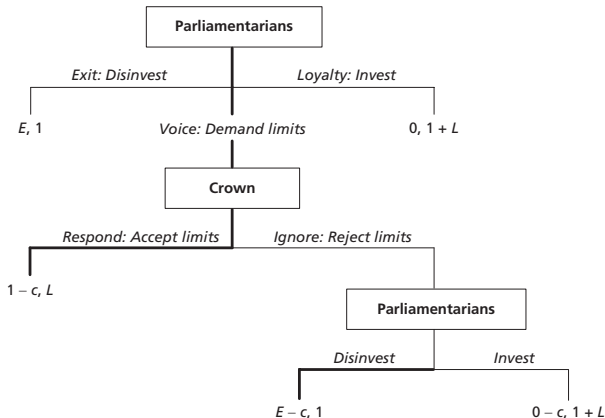 Parliamentarians
Exit: Disinvest Loyalty: Invest
E, 1 Voice: Demand limits 0, 1 + L
Crown
Respond: Accept limits Ignore: Reject limits
1 – c, L
Parliamentarians
Disinvest Invest
E – c, 1 0 – c, 1 + L